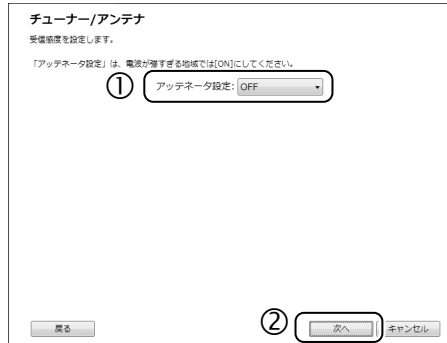 チューナー/アンテナ
受信感度を設定します。
「アッテネータ設定」は、電波が強すぎる地域では[ON]にしてください。
① アッテネータ設定: OFF
②
戻る 次へ キャンセル